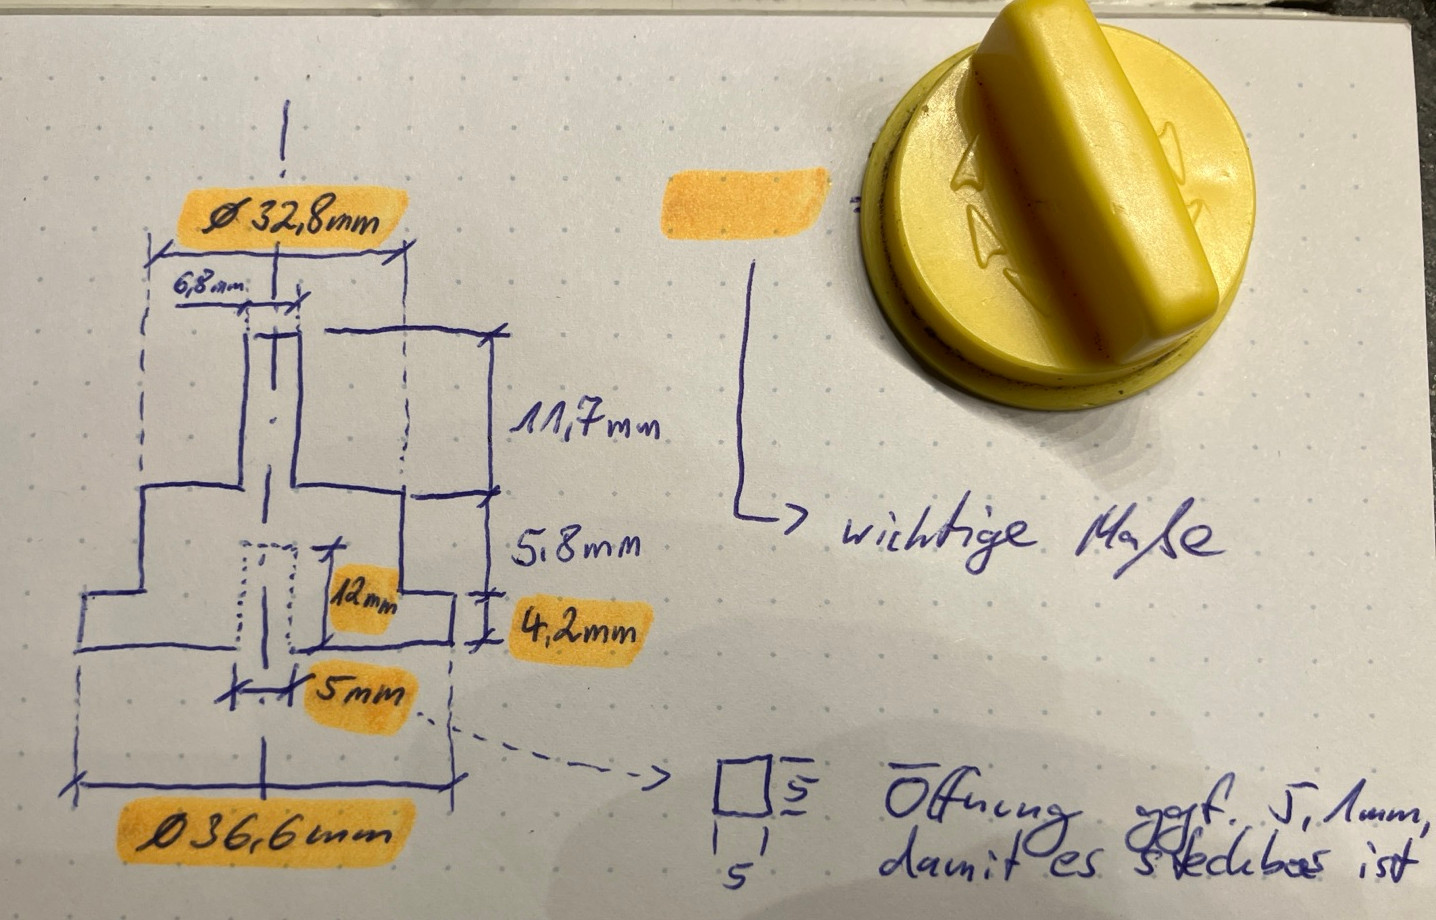 Ø 32,8mm
6,8mm
11,7mm
5,8mm
12mm
4,2mm
5mm
Ø 36,6mm
wichtige Maße
5
5
Öffnung ggf. 5,1mm,
damit es steckbar ist